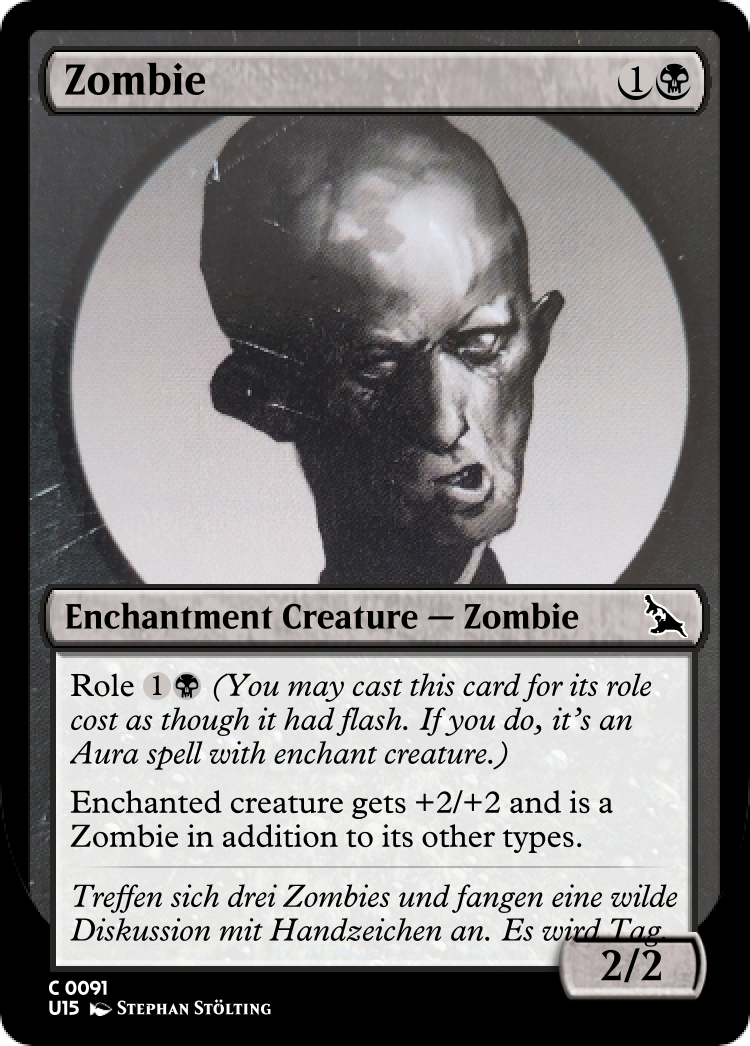 Zombie 1
Enchantment Creature — Zombie
Role 1 (You may cast this card for its role
cost as though it had flash. If you do, it's an
Aura spell with enchant creature.)
Enchanted creature gets +2/+2 and is a
Zombie in addition to its other types.
Treffen sich drei Zombies und fangen eine wilde
Diskussion mit Handzeichen an. Es wird Tag.
2/2
C 0091
U15 STEPHAN STÖLTING